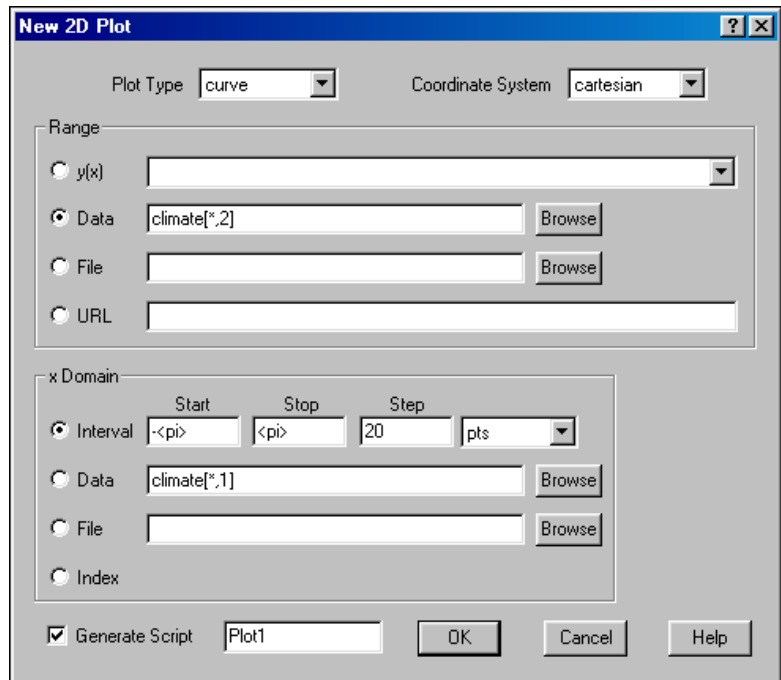 New 2D Plot
Plot Type curve Coordinate System cartesian
Range
y(x)
Data climate[*,2] Browse
File Browse
URL
x Domain
Start Stop Step
Interval -<pi> <pi> 20 pts
Data climate[*,1] Browse
File Browse
Index
Generate Script Plot1 OK Cancel Help